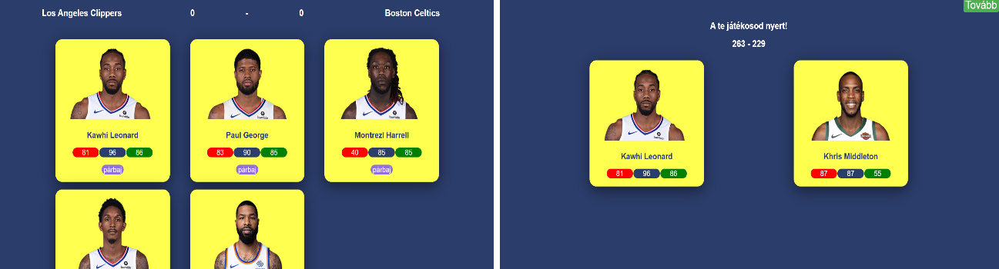 Los Angeles Clippers 0 - 0 Boston Celtics
Kawhi Leonard Paul George Montrezl Harrell
81 96 86 83 90 85 40 85 85
párbaj párbaj párbaj
Tovább
A te játékosod nyert!
263 - 229
Kawhi Leonard Khris Middleton
81 96 86 87 87 55